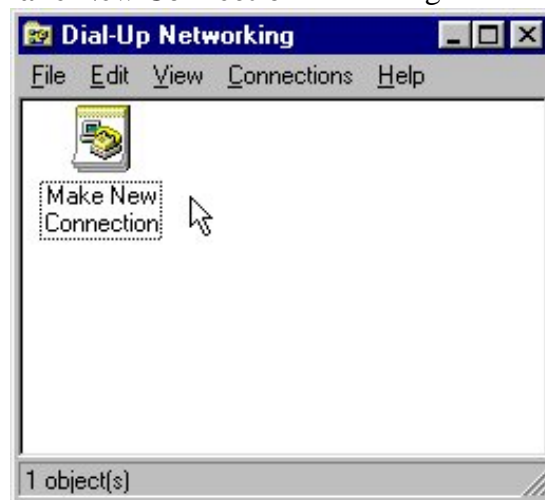 Dial-Up Networking
File Edit View Connections Help
Make New
Connection
1 object(s)